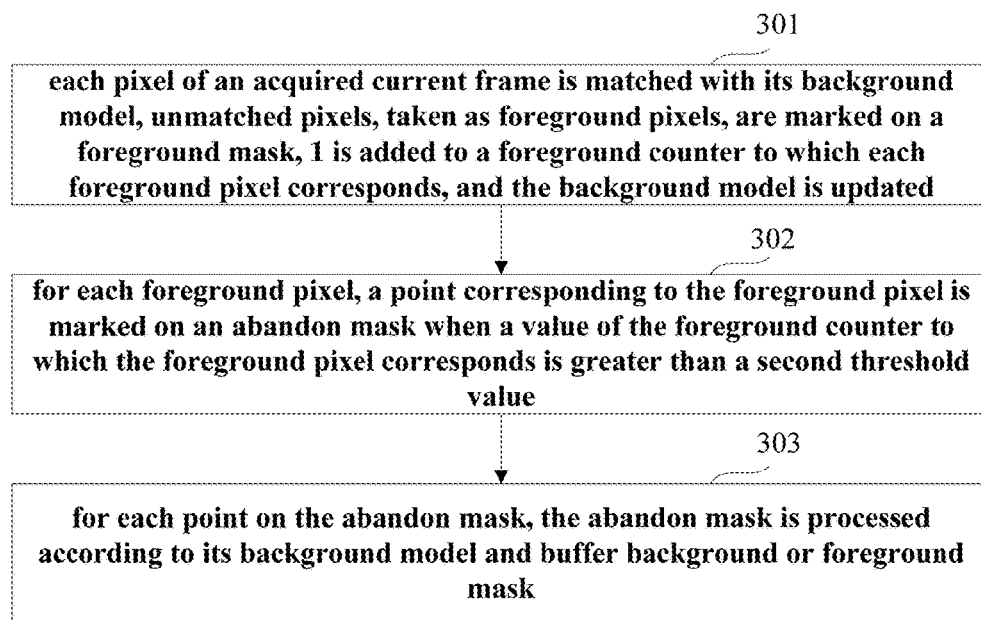 301
each pixel of an acquired current frame is matched with its background
model, unmatched pixels, taken as foreground pixels, are marked on a
foreground mask, 1 is added to a foreground counter to which each
foreground pixel corresponds, and the background model is updated
302
for each foreground pixel, a point corresponding to the foreground pixel is
marked on an abandon mask when a value of the foreground counter to
which the foreground pixel corresponds is greater than a second threshold
value
303
for each point on the abandon mask, the abandon mask is processed
according to its background model and buffer background or foreground
mask